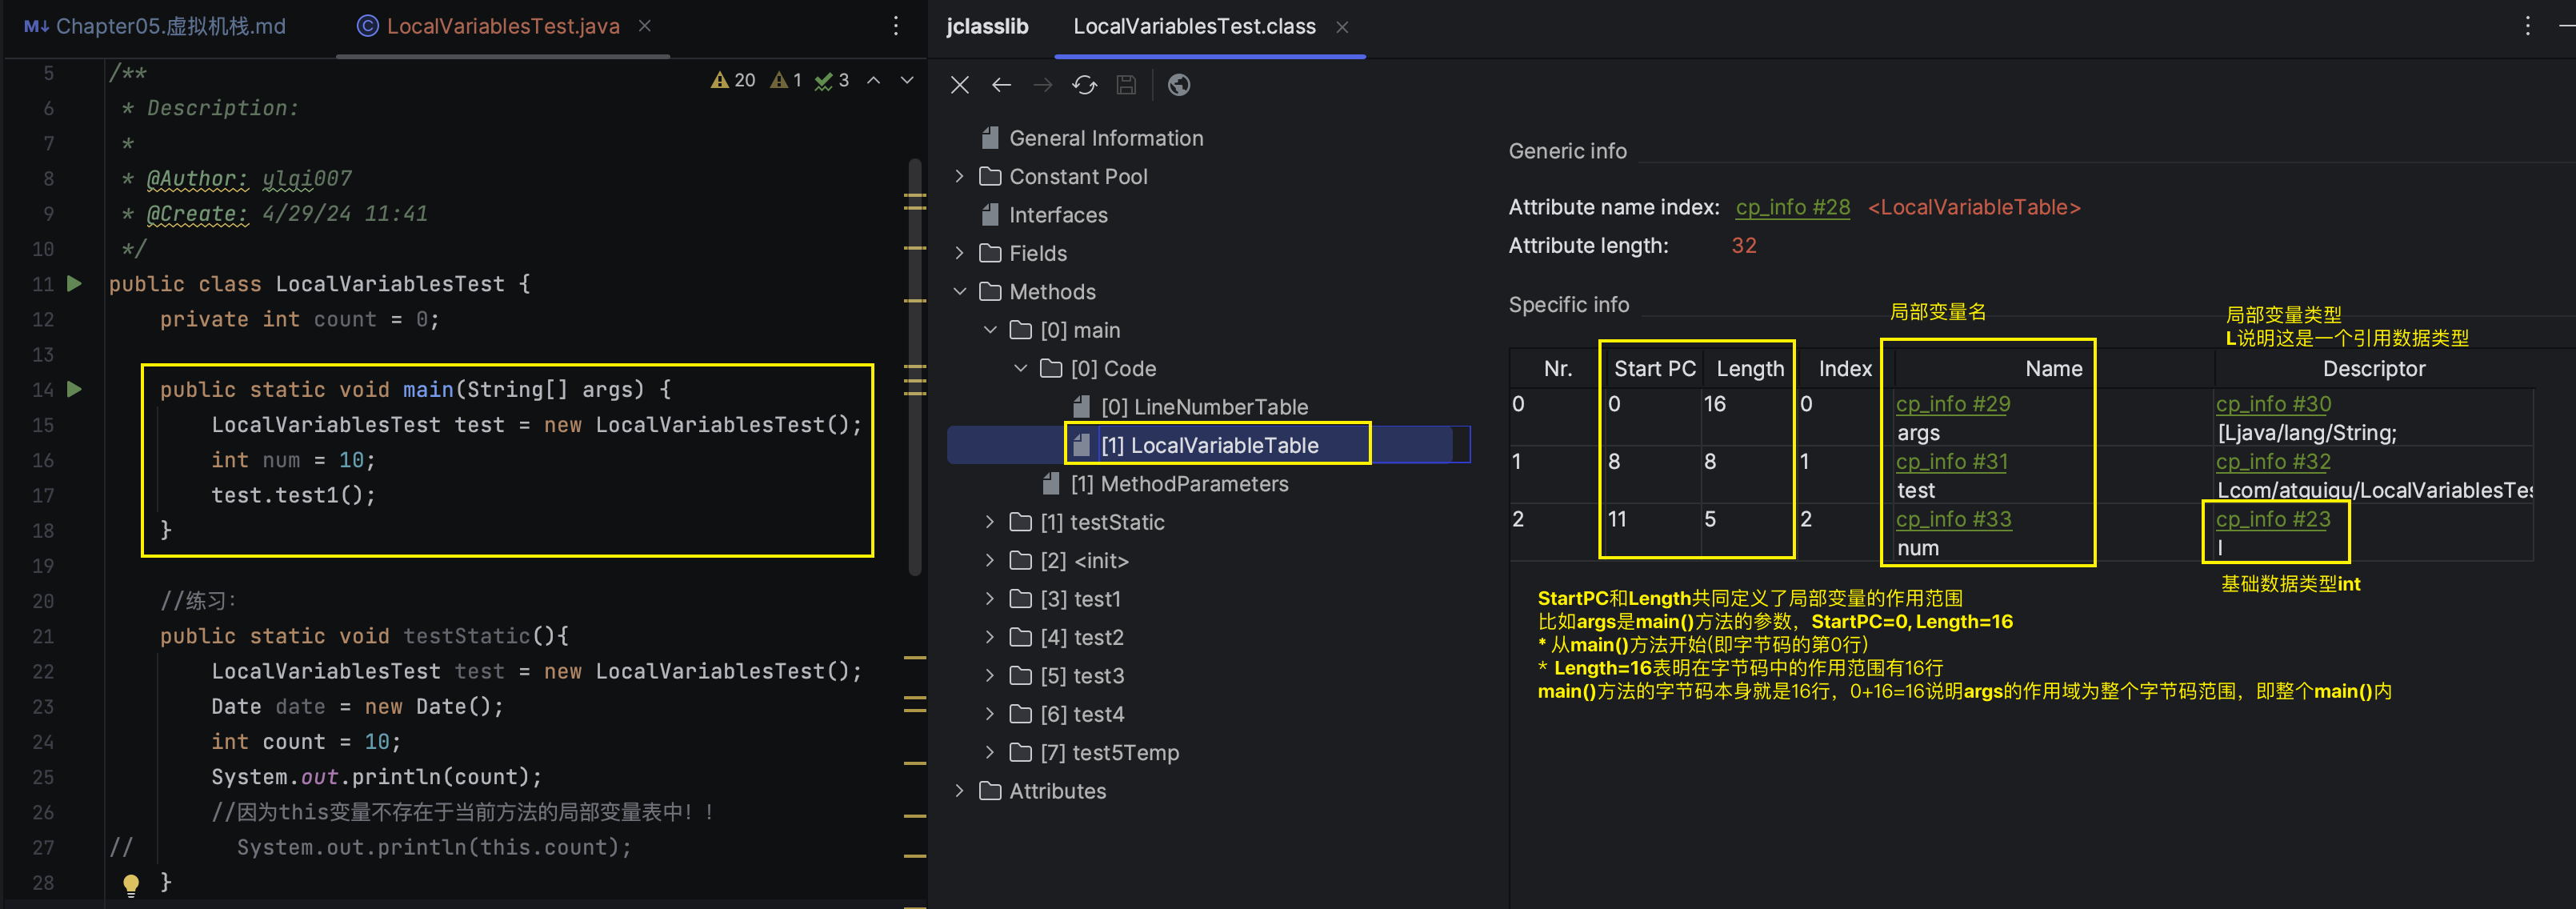 M↓ Chapter05.虚拟机栈.md
LocalVariablesTest.java
20 1 3
5 /**
6 * Description:
7 *
8 * @Author: ylqi007
9 * @Create: 4/29/24 11:41
10 */
11 public class LocalVariablesTest {
12 private int count = 0;
13
14 public static void main(String[] args) {
15 LocalVariablesTest test = new LocalVariablesTest();
16 int num = 10;
17 test.test1();
18 }
19
20 //练习：
21 public static void testStatic(){
22 LocalVariablesTest test = new LocalVariablesTest();
23 Date date = new Date();
24 int count = 10;
25 System.out.println(count);
26 //因为this变量不存在于当前方法的局部变量表中！！
27 // System.out.println(this.count);
28 }
jclasslib
LocalVariablesTest.class
General Information
Constant Pool
Interfaces
Fields
Methods
[0] main
[0] Code
[0] LineNumberTable
[1] LocalVariableTable
[1] MethodParameters
[1] testStatic
[2] <init>
[3] test1
[4] test2
[5] test3
[6] test4
[7] test5Temp
Attributes
Generic info
Attribute name index: cp_info #28 <LocalVariableTable>
Attribute length: 32
Specific info
局部变量名
局部变量类型
L说明这是一个引用数据类型
Nr. Start PC Length Index Name Descriptor
0 0 16 0 cp_info #29 cp_info #30
args [Ljava/lang/String;
1 8 8 1 cp_info #31 cp_info #32
test Lcom/atguigu/LocalVariablesTes
2 11 5 2 cp_info #33 cp_info #23
num I
基础数据类型int
StartPC和Length共同定义了局部变量的作用范围
比如args是main()方法的参数，StartPC=0, Length=16
* 从main()方法开始(即字节码的第0行)
* Length=16表明在字节码中的作用范围有16行
main()方法的字节码本身就是16行，0+16=16说明args的作用域为整个字节码范围，即整个main()内